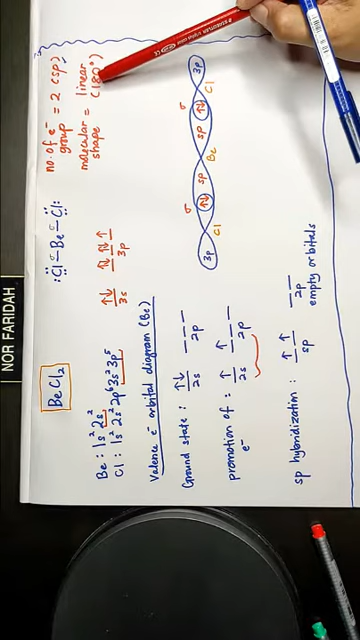 NOR FARIDAH
BeCl2
:Cl—Be—Cl:
σ σ
no. of e⁻ group = 2 (sp)
molecular shape = linear (180°)
Be : 1s² 2s²
Cl : 1s² 2s² 2p⁶ 3s² 3p⁵
↑↓ ↑↓ ↑↓ ↑
3s 3p
Valence e⁻ orbital diagram (Be)
Ground state : ↑↓ _ _ _
2s 2p
promotion of e⁻ : ↑ ↑ _ _
2s 2p
sp hybridization : ↑ ↑ _ _
sp 2p
empty orbitals
σ σ
3p ↑↓ sp sp ↑↓ 3p
Cl Be Cl